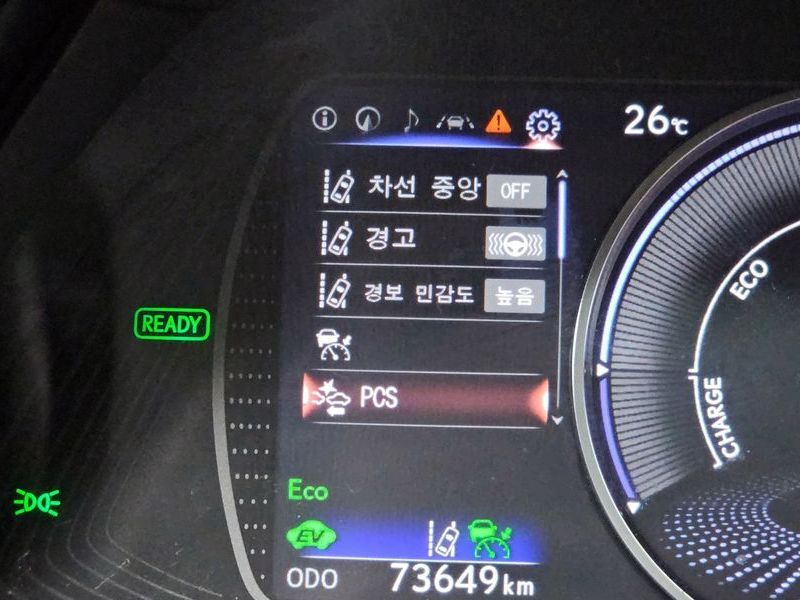 26℃
차선 중앙 OFF
경고
경보 민감도 높음
READY
PCS
ECO
CHARGE
Eco
EV
ODO 73649km